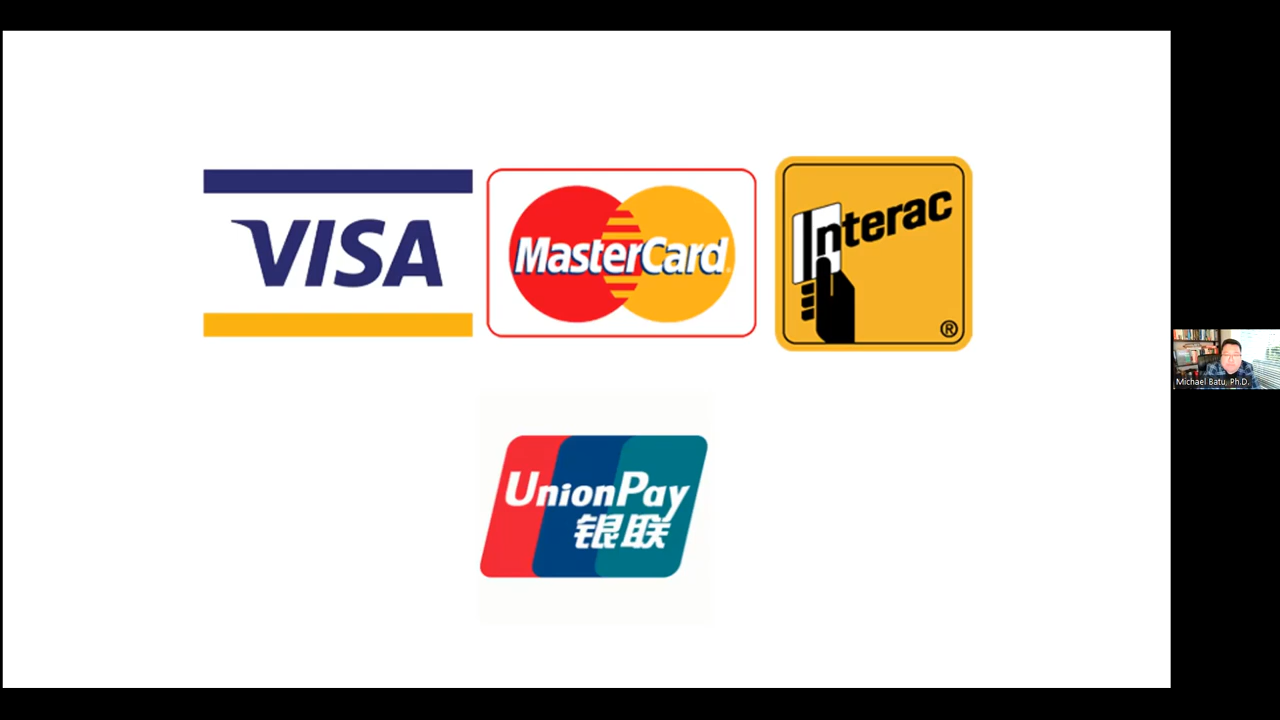 VISA
MasterCard
Interac
®
UnionPay
银联
Michael Batu, Ph.D.